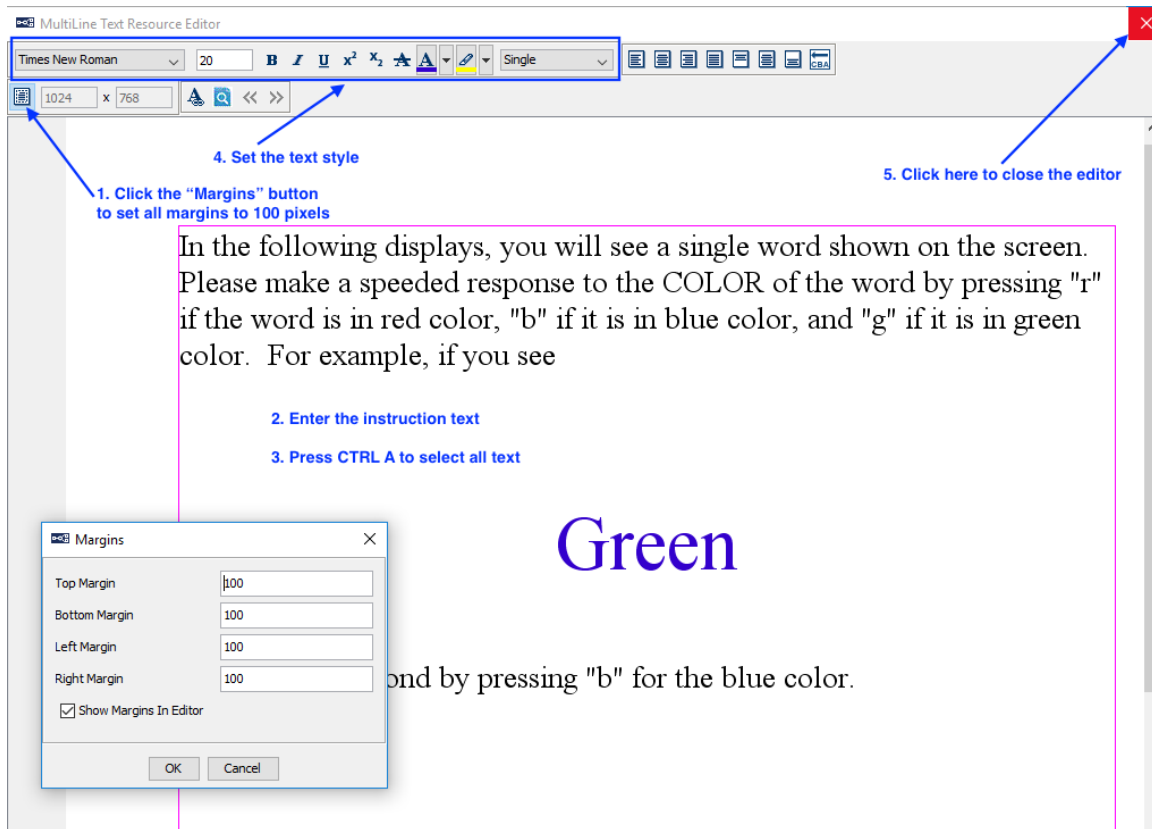 MultiLine Text Resource Editor
Times New Roman 20 B I U x² X₂ A A Single CBA
1024 x 768 A
4. Set the text style
5. Click here to close the editor
1. Click the “Margins” button
to set all margins to 100 pixels
In the following displays, you will see a single word shown on the screen.
Please make a speeded response to the COLOR of the word by pressing "r"
if the word is in red color, "b" if it is in blue color, and "g" if it is in green
color.  For example, if you see
2. Enter the instruction text
3. Press CTRL A to select all text
Green
Margins
Top Margin 100
Bottom Margin 100
Left Margin 100
Right Margin 100
Show Margins In Editor
OK Cancel
ond by pressing "b" for the blue color.